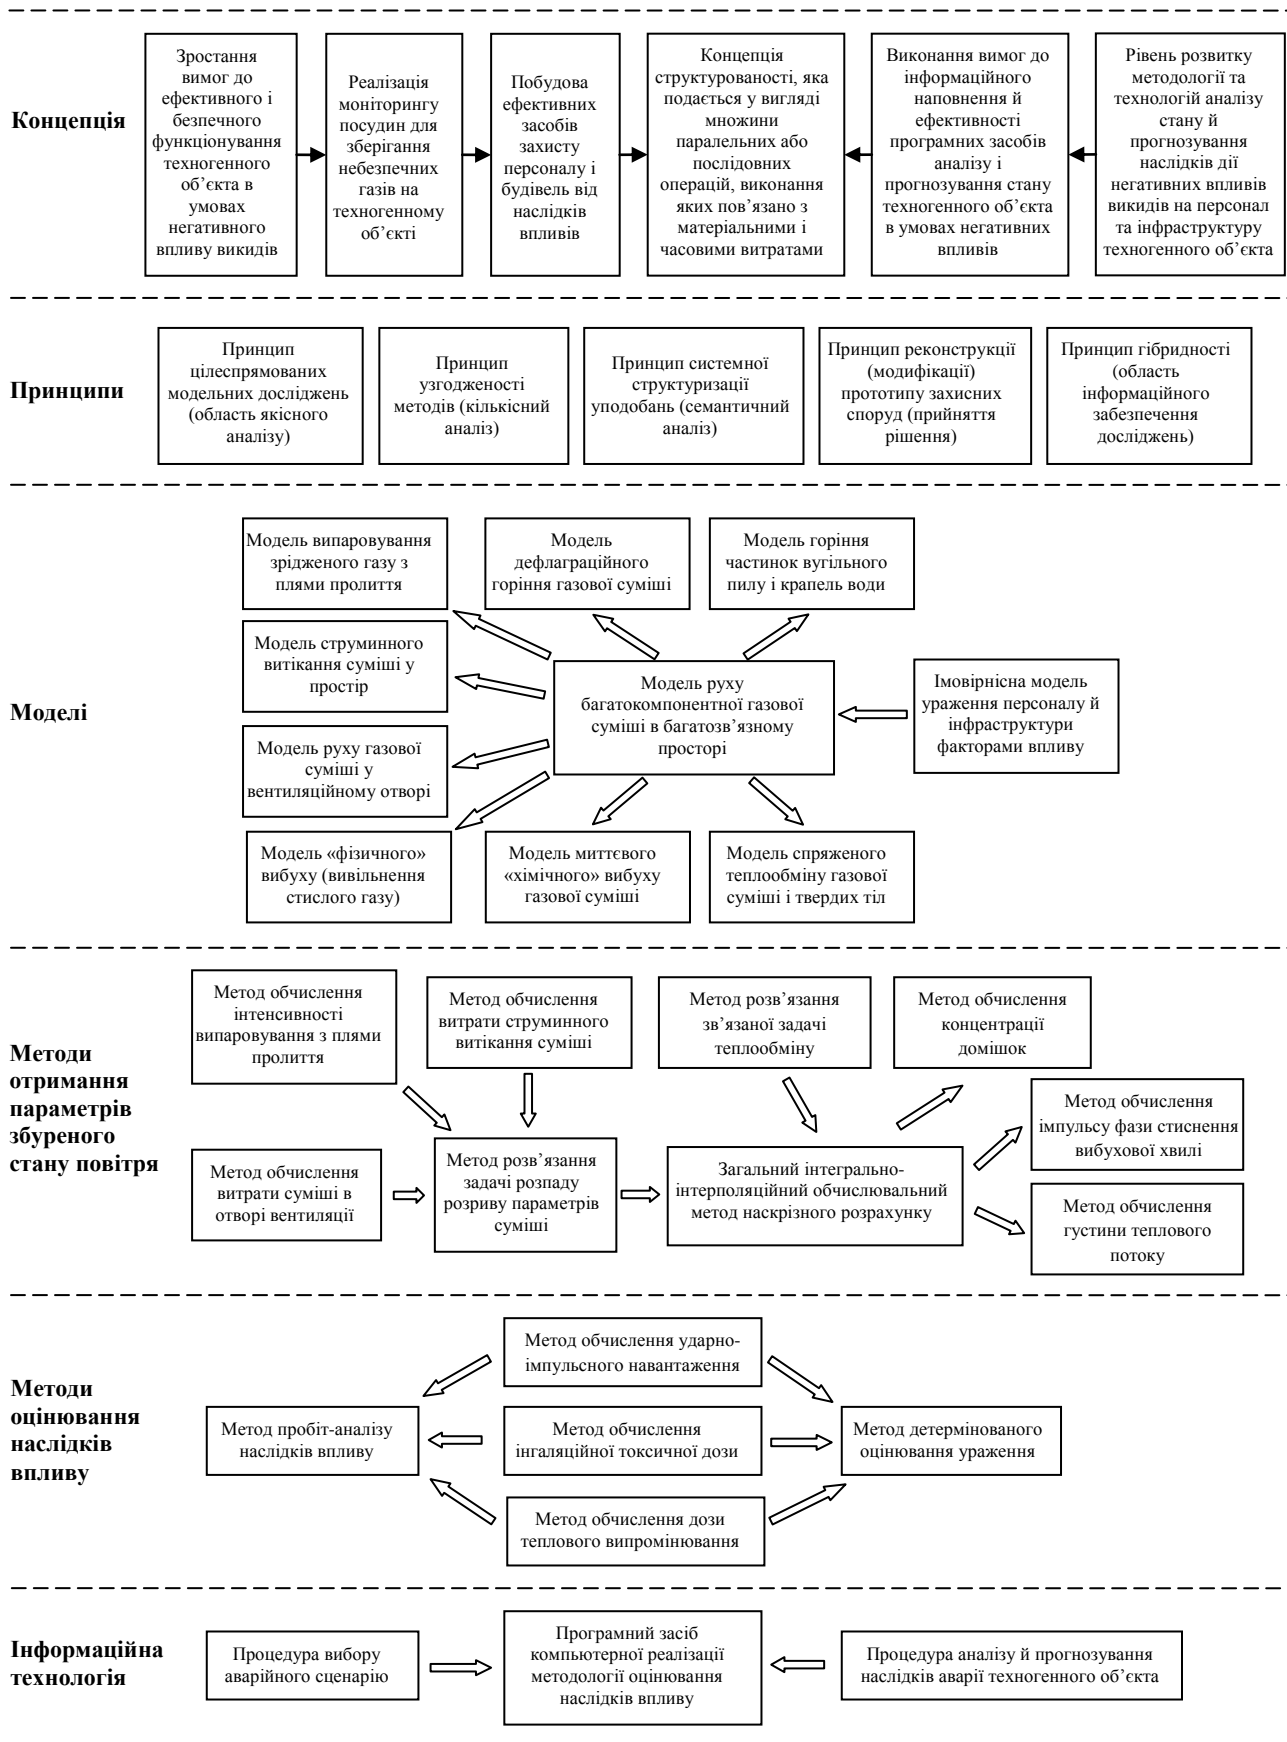 Концепція
Зростання
вимог до
ефективного і
безпечного
функціонування
техногенного
об’єкта в
умовах
негативного
впливу викидів
Реалізація
моніторингу
посудин для
зберігання
небезпечних
газів на
техногенному
об’єкті
Побудова
ефективних
засобів
захисту
персоналу і
будівель від
наслідків
впливів
Концепція
структурованості, яка
подається у вигляді
множини
паралельних або
послідовних
операцій, виконання
яких пов’язано з
матеріальними і
часовими витратами
Виконання вимог до
інформаційного
наповнення й
ефективності
програмних засобів
аналізу і
прогнозування стану
техногенного об’єкта
в умовах негативних
впливів
Рівень розвитку
методології та
технологій аналізу
стану й
прогнозування
наслідків дії
негативних впливів
викидів на персонал
та інфраструктуру
техногенного об’єкта
Принципи
Принцип
цілеспрямованих
модельних досліджень
(область якісного
аналізу)
Принцип
узгодженості
методів (кількісний
аналіз)
Принцип системної
структуризації
уподобань (семантичний
аналіз)
Принцип реконструкції
(модифікації)
прототипу захисних
споруд (прийняття
рішення)
Принцип гібридності
(область
інформаційного
забезпечення
досліджень)
Моделі
Модель випаровування
зрідженого газу з
плями пролиття
Модель
дефлаграційного
горіння газової суміші
Модель горіння
частинок вугільного
пилу і крапель води
Модель струминного
витікання суміші у
простір
Модель руху
багатокомпонентної газової
суміші в багатозв’язному
просторі
Імовірнісна модель
ураження персоналу й
інфраструктури
факторами впливу
Модель руху газової
суміші у
вентиляційному отворі
Модель «фізичного»
вибуху (вивільнення
стислого газу)
Модель миттєвого
«хімічного» вибуху
газової суміші
Модель спряженого
теплообміну газової
суміші і твердих тіл
Методи
отримання
параметрів
збуреного
стану повітря
Метод обчислення
інтенсивності
випаровування з плями
пролиття
Метод обчислення
витрати струминного
витікання суміші
Метод розв’язання
зв’язаної задачі
теплообміну
Метод обчислення
концентрації
домішок
Метод обчислення
імпульсу фази стиснення
вибухової хвилі
Метод обчислення
витрати суміші в
отворі вентиляції
Метод розв’язання
задачі розпаду
розриву параметрів
суміші
Загальний інтегрально-
інтерполяційний обчислювальний
метод наскрізного розрахунку
Метод обчислення
густини теплового
потоку
Методи
оцінювання
наслідків
впливу
Метод обчислення ударно-
імпульсного навантаження
Метод пробіт-аналізу
наслідків впливу
Метод обчислення
інгаляційної токсичної дози
Метод детермінованого
оцінювання ураження
Метод обчислення дози
теплового випромінювання
Інформаційна
технологія
Процедура вибору
аварійного сценарію
Програмний засіб
комп­ютерної реалізації
методології оцінювання
наслідків впливу
Процедура аналізу й прогнозування
наслідків аварії техногенного об’єкта